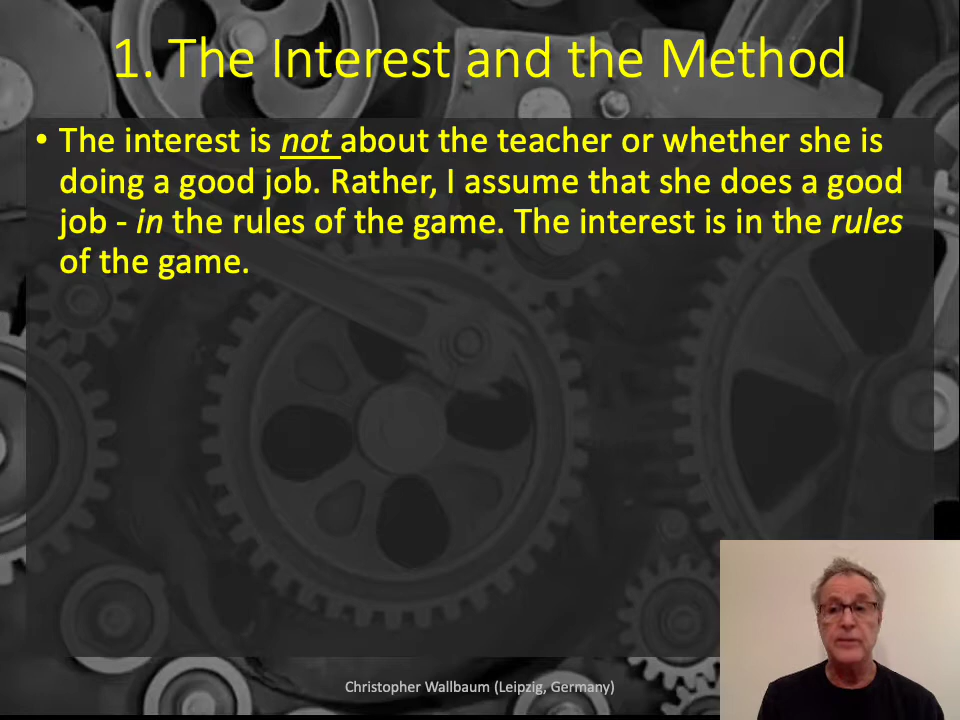 1. The Interest and the Method
• The interest is not about the teacher or whether she is
doing a good job. Rather, I assume that she does a good
job - in the rules of the game. The interest is in the rules
of the game.
Christopher Wallbaum (Leipzig, Germany)